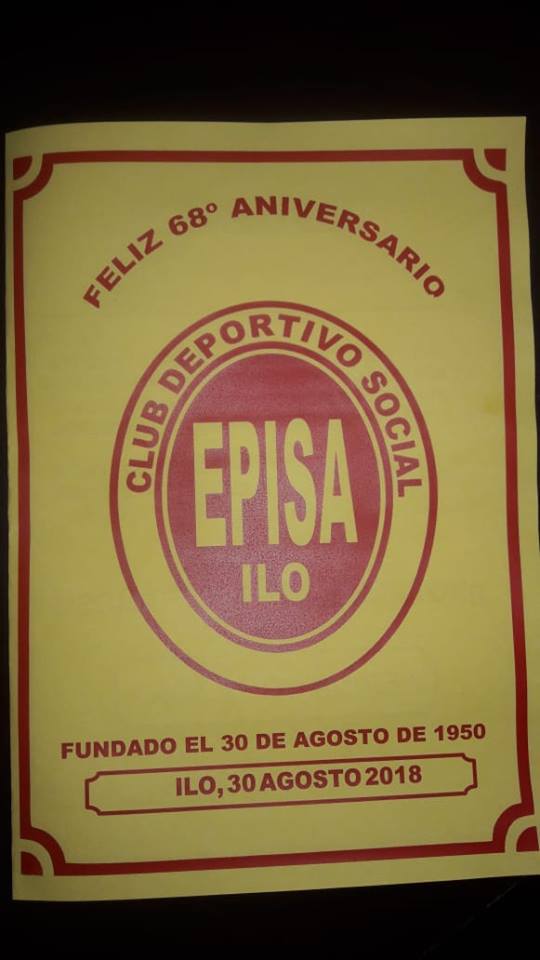 FELIZ 68º ANIVERSARIO
CLUB DEPORTIVO SOCIAL
EPISA
ILO
FUNDADO EL 30 DE AGOSTO DE 1950
ILO, 30 AGOSTO 2018